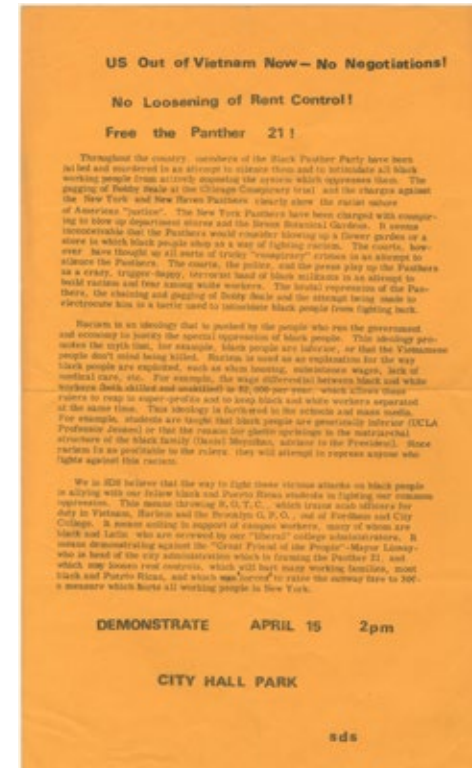 US Out of Vietnam Now — No Negotiations!
No Loosening of Rent Control!
Free the Panther 21!
Throughout the country members of the Black Panther Party have been
jailed and murdered in an attempt to silence them and to intimidate all black
working people from actively opposing the system which oppresses them. The
gagging of Bobby Seale at the Chicago Conspiracy trial and the charges against
the New York and New Haven Panthers clearly show the racist nature
of American "justice". The New York Panthers have been charged with conspir-
ing to blow up department stores and the Bronx Botanical Gardens. It seems
inconceivable that the Panthers would consider blowing up a flower garden or a
store in which black people shop as a way of fighting racism. The courts, how-
ever have thought up all sorts of tricky "conspiracy" crimes in an attempt to
silence the Panthers. The courts, the police, and the press play up the Panthers
as a crazy, trigger-happy, terrorist band of black militants in an attempt to
build racism and fear among white workers. The brutal repression of the Pan-
thers, the chaining and gagging of Bobby Seale and the attempt being made to
electrocute him is a tactic used to intimidate black people from fighting back.
Racism is an ideology that is pushed by the people who run the government
and economy to justify the special oppression of black people. This ideology pro-
motes the myth that, for example, black people are inferior, or that the Vietnamese
people don't mind being killed. Racism is used as an explanation for the way
black people are exploited, such as slum housing, subsistence wages, lack of
medical care, etc. For example, the wage differential between black and white
workers (both skilled and unskilled) is $2,000 per year, which allows these
rulers to reap in super-profits and to keep black and white workers separated
at the same time. This ideology is furthered in the schools and mass media.
For example, students are taught that black people are genetically inferior (UCLA
Professor Jensen) or that the reason for ghetto uprisings is the matriarchal
structure of the black family (Daniel Moynihan, advisor to the President). Since
racism is so profitable to the rulers, they will attempt to repress anyone who
fights against this racism.
We in SDS believe that the way to fight these vicious attacks on black people
is allying with our fellow black and Puerto Rican students in fighting our common
oppression. This means throwing R.O.T.C., which trains such officers for
duty in Vietnam, Harlem and the Brooklyn G.P.O., out of Fordham and City
College. It means uniting in support of campus workers, many of whom are
black and Latin who are screwed by our "liberal" college administrators. It
means demonstrating against the "Great Friend of the People"-Mayor Lindsay-
who is head of the city administration which is framing the Panther 21, and
which may loosen rent controls, which will hurt many working families, most
black and Puerto Rican, and which was "forced" to raise the subway fare to 30¢-
a measure which hurts all working people in New York.
DEMONSTRATE APRIL 15 2pm
CITY HALL PARK
sds